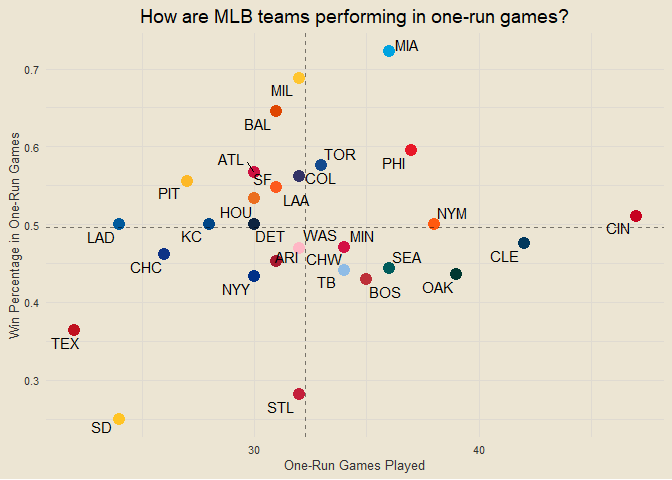 How are MLB teams performing in one-run games?
MIA
0.7
MIL
BAL
0.6
TOR
ATL
PHI
SF
COL
PIT
LAA
HOU
NYM
0.5
CIN
LAD
KC
DET
WAS
MIN
ARI
CHW
SEA
CLE
CHC
TB
OAK
NYY
BOS
0.4
TEX
0.3
STL
SD
30
40
One-Run Games Played
Win Percentage in One-Run Games